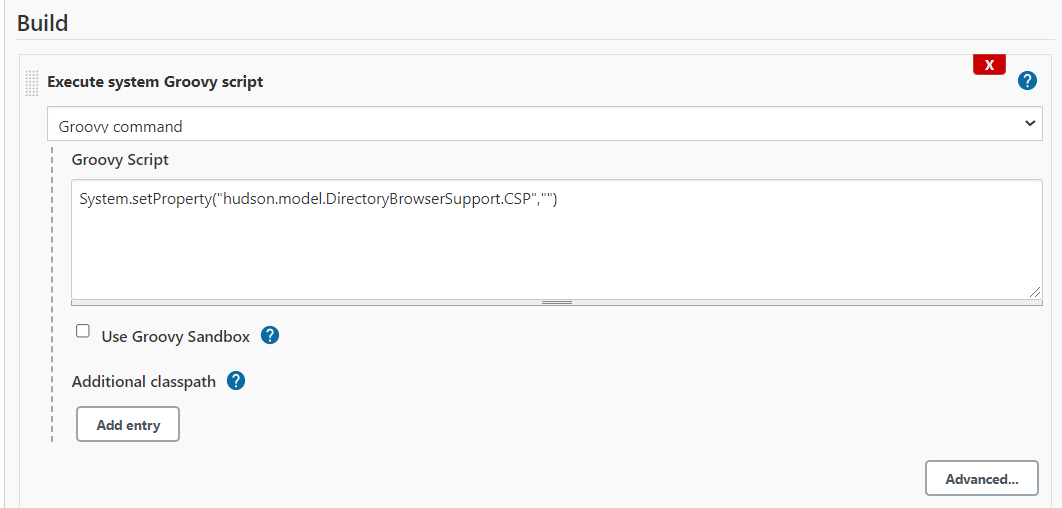 Build
X
Execute system Groovy script
?
Groovy command
Groovy Script
System.setProperty("hudson.model.DirectoryBrowserSupport.CSP","")
Use Groovy Sandbox ?
Additional classpath ?
Add entry
Advanced...